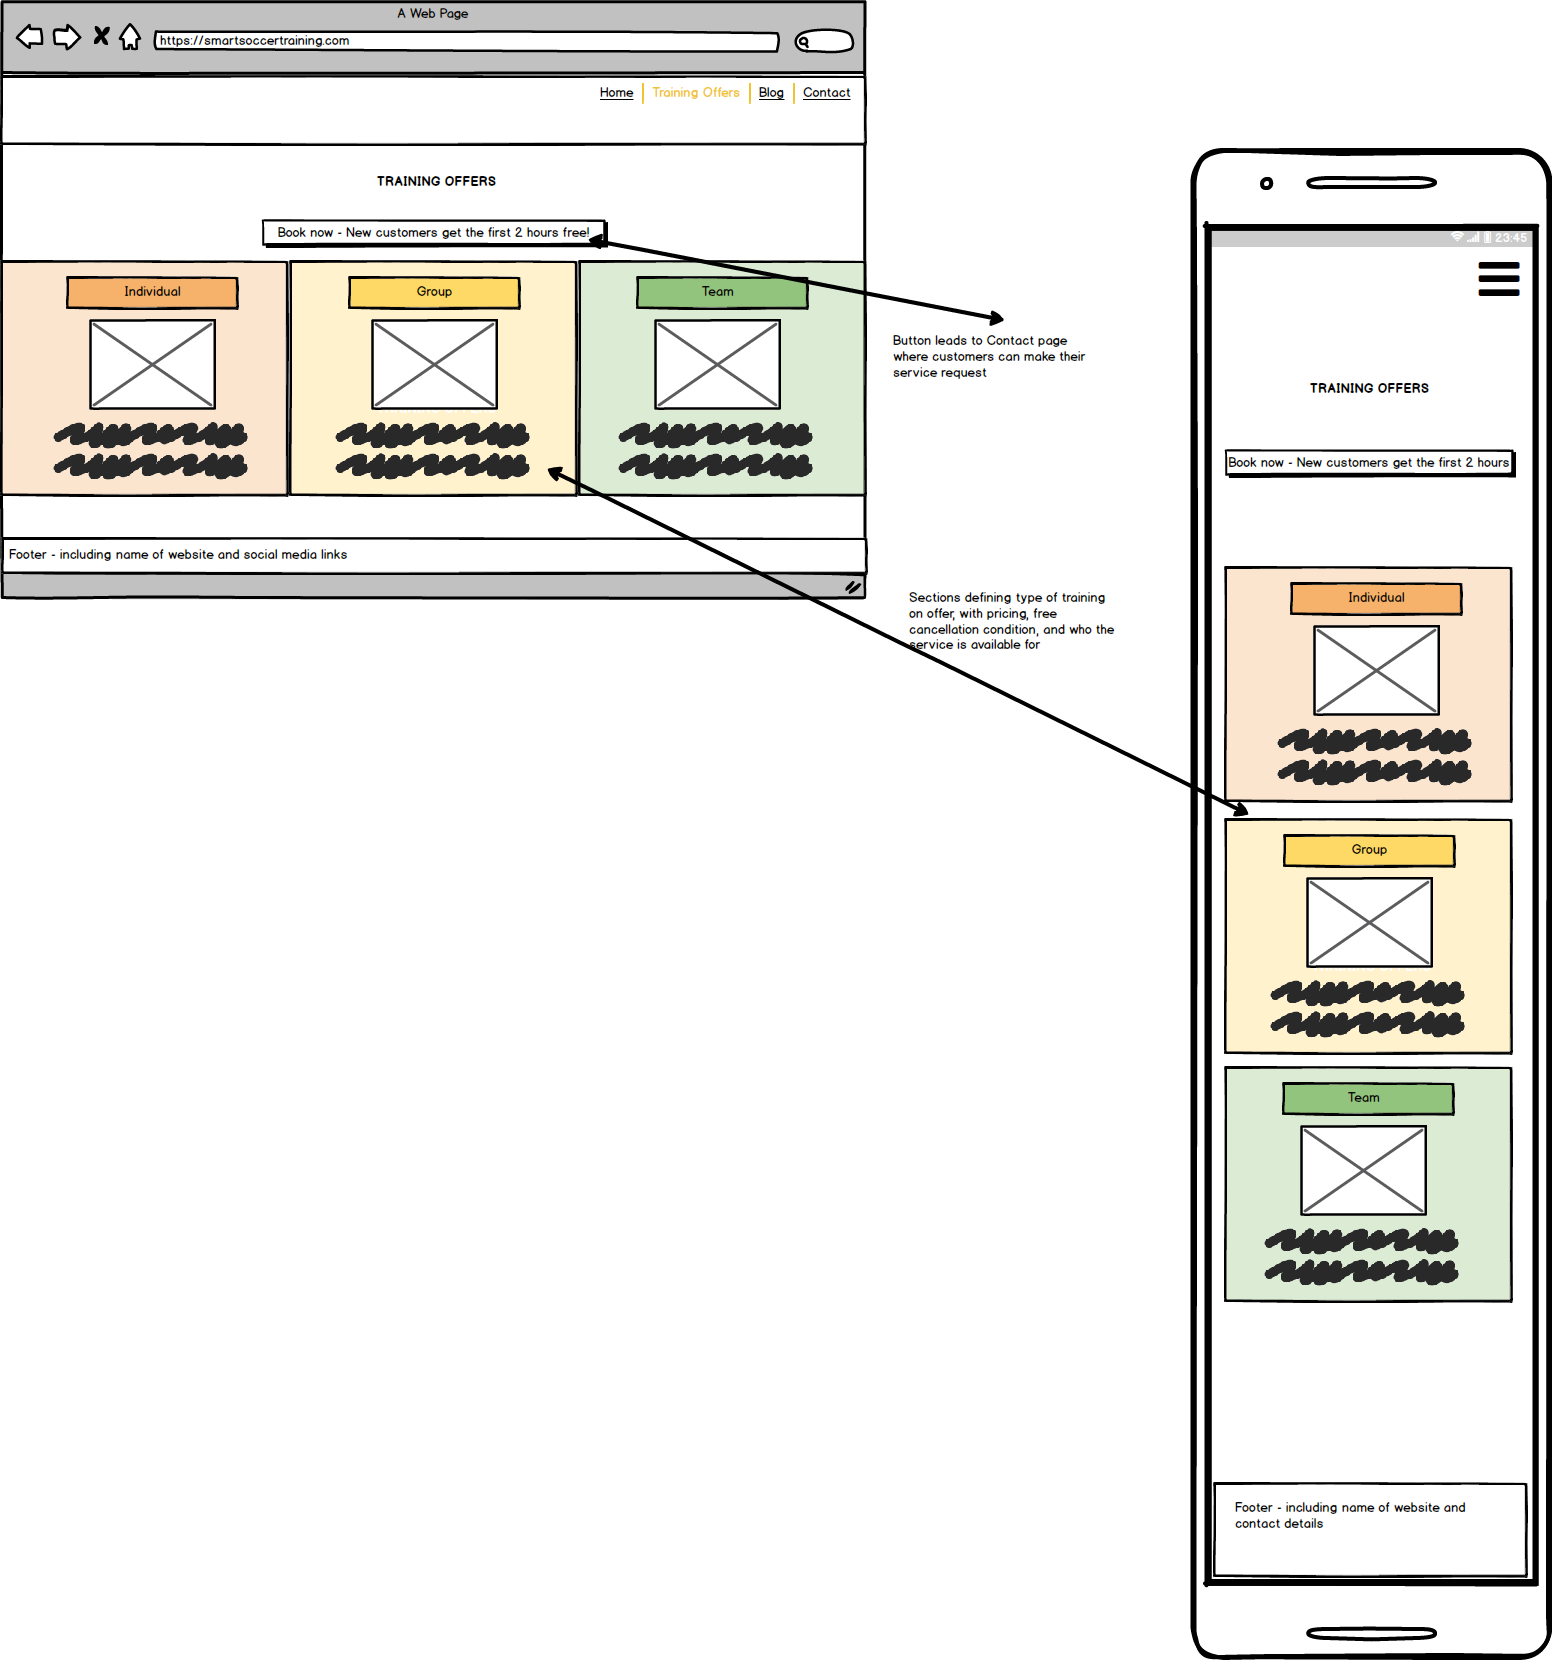 A Web Page
https://smartsoccertraining.com
Home Training Offers Blog Contact
TRAINING OFFERS
Book now - New customers get the first 2 hours free!
Individual Group Team
Footer - including name of website and social media links
Button leads to Contact page
where customers can make their
service request
Sections defining type of training
on offer, with pricing, free
cancellation condition, and who the
service is available for
23:45
TRAINING OFFERS
Book now - New customers get the first 2 hours
Individual
Group
Team
Footer - including name of website and
contact details